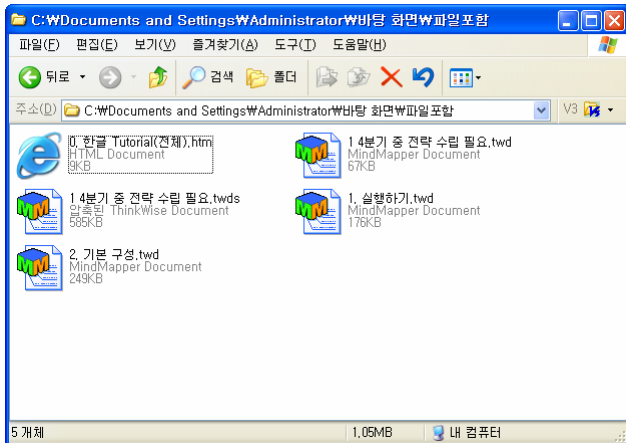 C:₩Documents and Settings₩Administrator₩바탕 화면₩파일포함
파일(F) 편집(E) 보기(V) 즐겨찾기(A) 도구(T) 도움말(H)
뒤로 검색 폴더
주소(D) C:₩Documents and Settings₩Administrator₩바탕 화면₩파일포함 V3
0. 한글 Tutorial(전체).htm
HTML Document
9KB
1 4분기 중 전략 수립 필요.twd
MindMapper Document
67KB
1 4분기 중 전략 수립 필요.twds
압축된 ThinkWise Document
585KB
1. 실행하기.twd
MindMapper Document
176KB
2. 기본 구성.twd
MindMapper Document
249KB
5 개체 1.05MB 내 컴퓨터